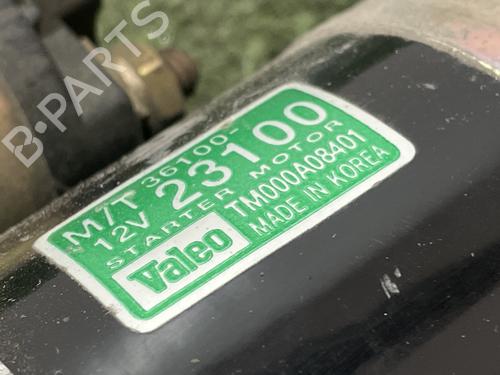 M/T 36100-
12V 23100
STARTER MOTOR
Valeo TM000A08401
MADE IN KOREA
B-PARTS